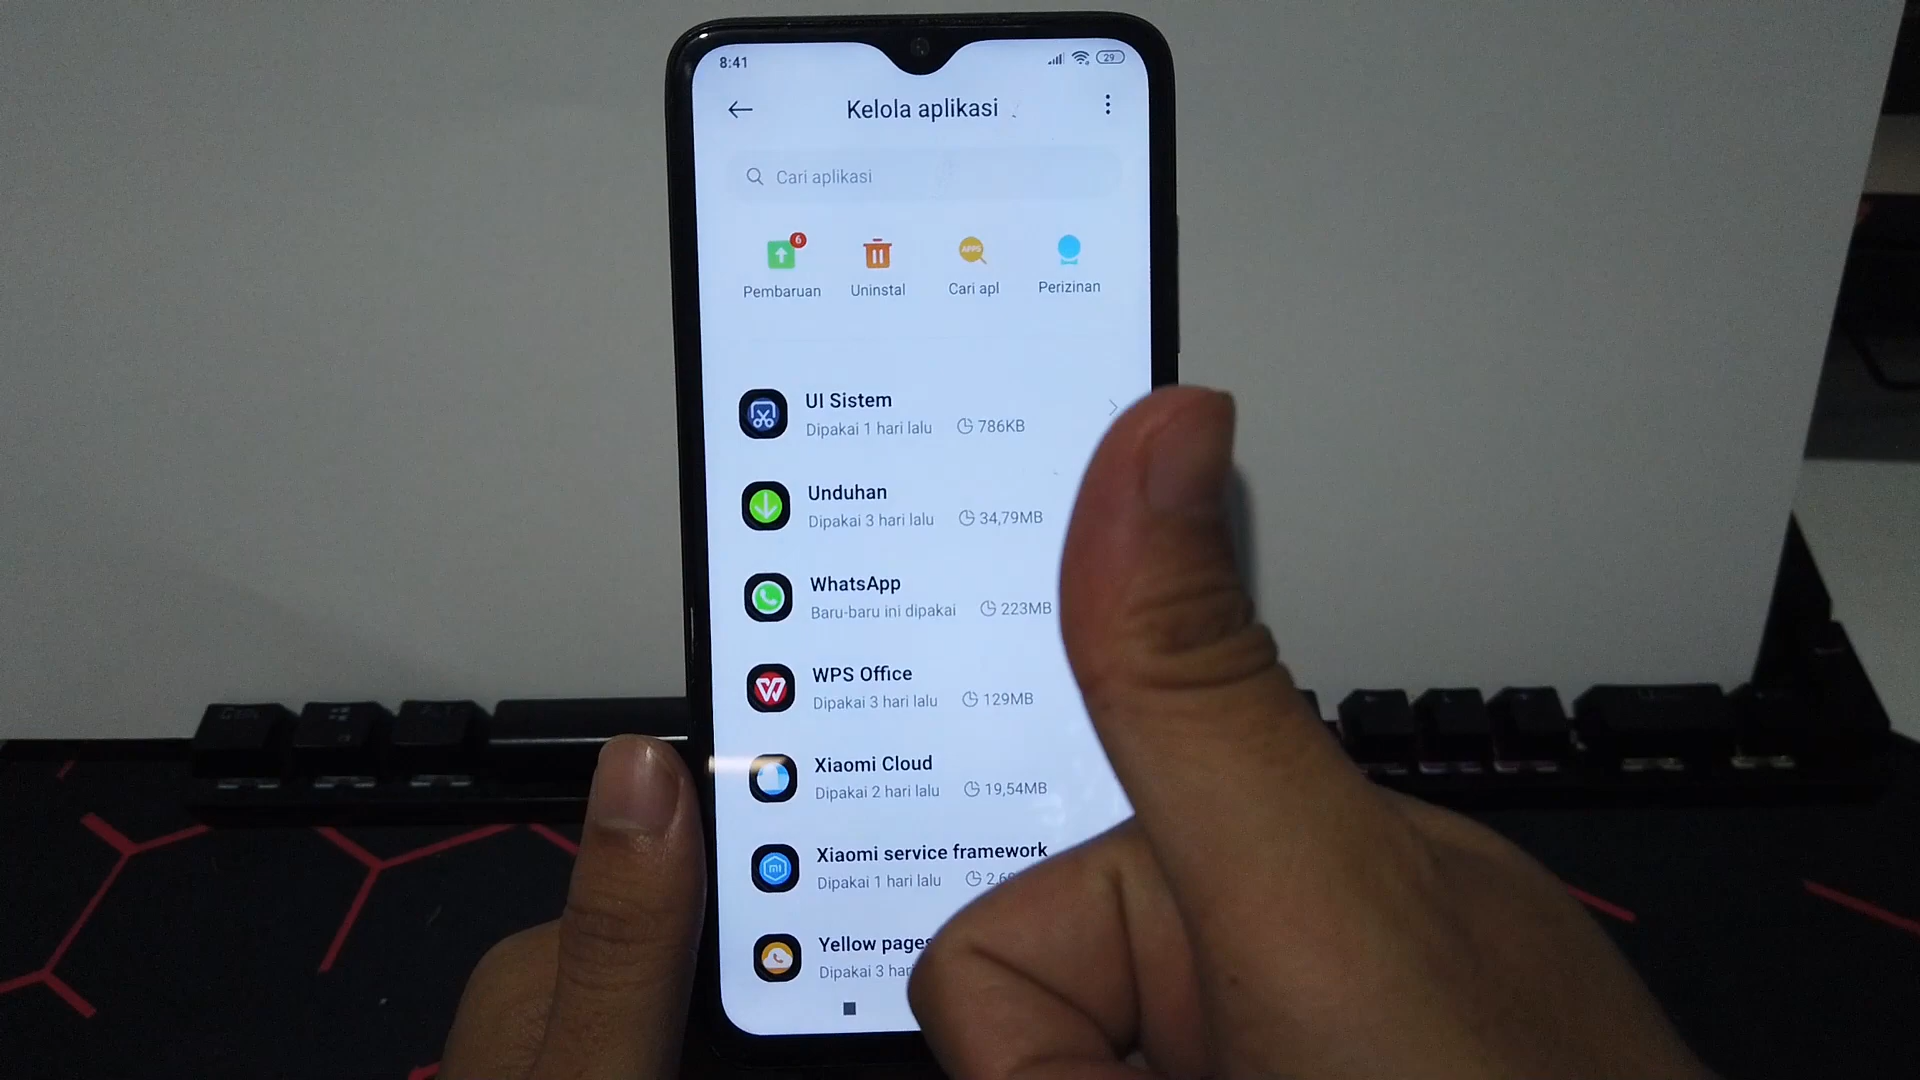 8:41
29
Kelola aplikasi
Cari aplikasi
6
APPS
Pembaruan Uninstal Cari apl Perizinan
UI Sistem
Dipakai 1 hari lalu 786KB
Unduhan
Dipakai 3 hari lalu 34,79MB
WhatsApp
Baru-baru ini dipakai 223MB
WPS Office
Dipakai 3 hari lalu 129MB
Xiaomi Cloud
Dipakai 2 hari lalu 19,54MB
Xiaomi service framework
Dipakai 1 hari lalu
Yellow pages
Dipakai 3